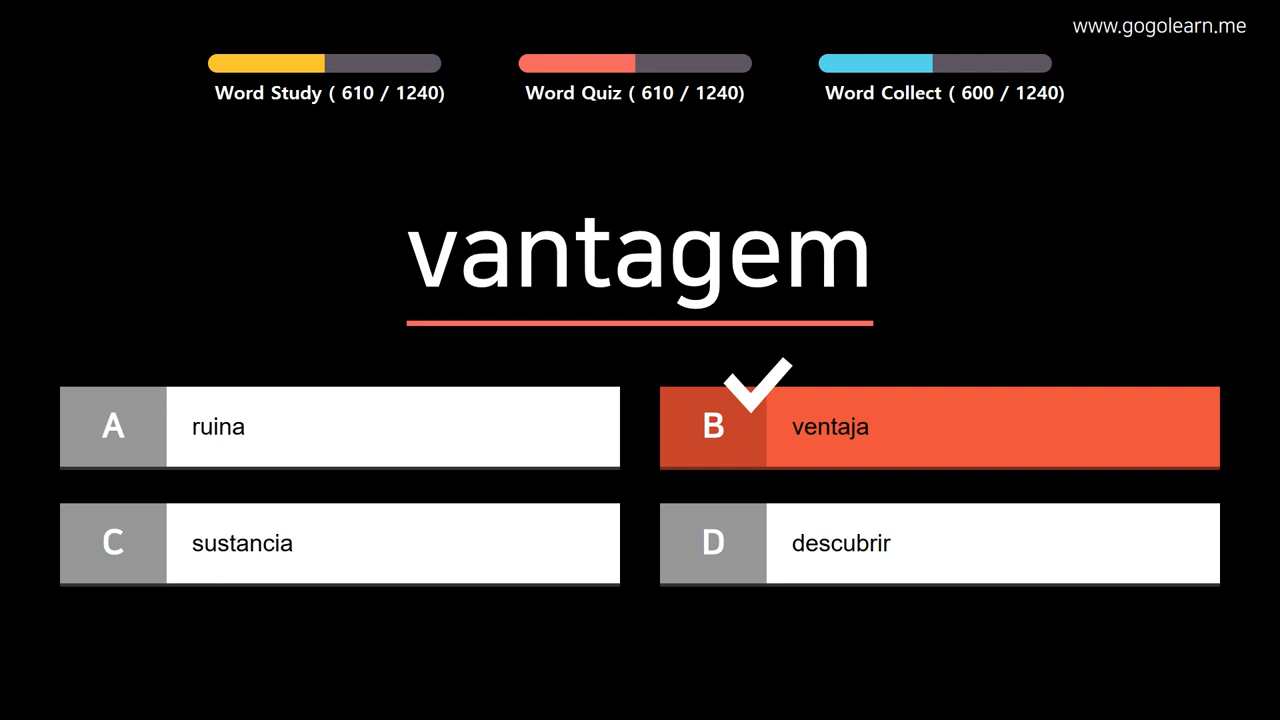 www.gogolearn.me
Word Study ( 610 / 1240)
Word Quiz ( 610 / 1240)
Word Collect ( 600 / 1240)
vantagem
A ruina
B ventaja
C sustancia
D descubrir